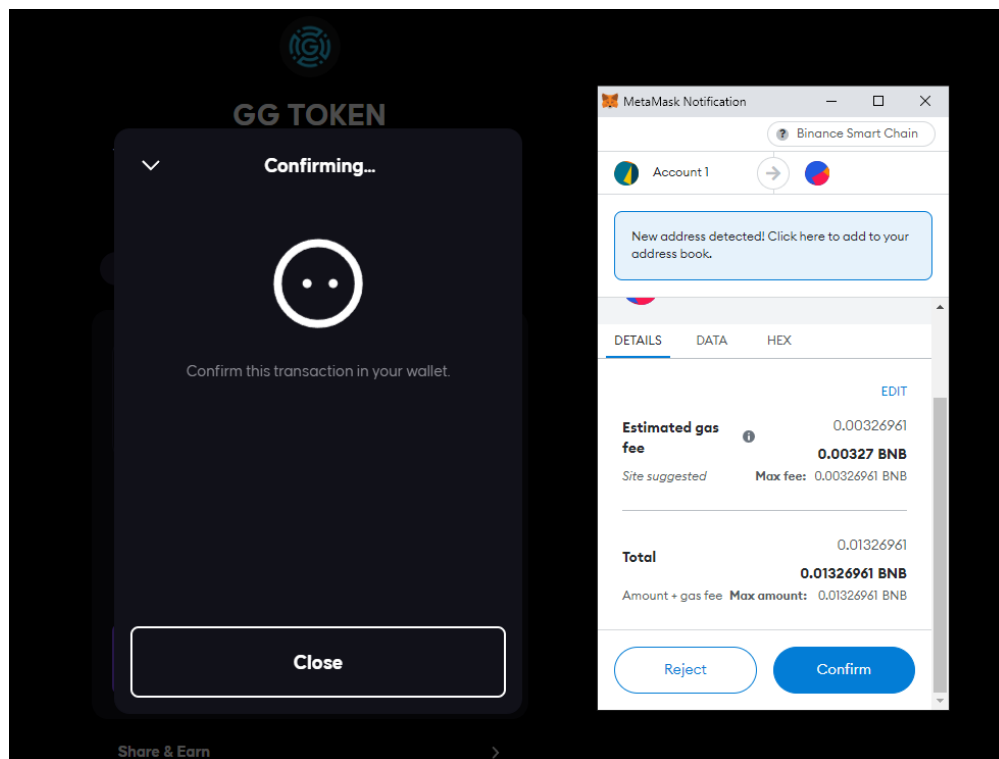 G
GG TOKEN
Confirming...
Confirm this transaction in your wallet.
Close
Share & Earn
MetaMask Notification
? Binance Smart Chain
Account 1
New address detected! Click here to add to your
address book.
DETAILS DATA HEX
EDIT
Estimated gas
fee
0.00326961
0.00327 BNB
Site suggested
Max fee: 0.00326961 BNB
Total
0.01326961
0.01326961 BNB
Amount + gas fee Max amount: 0.01326961 BNB
Reject
Confirm